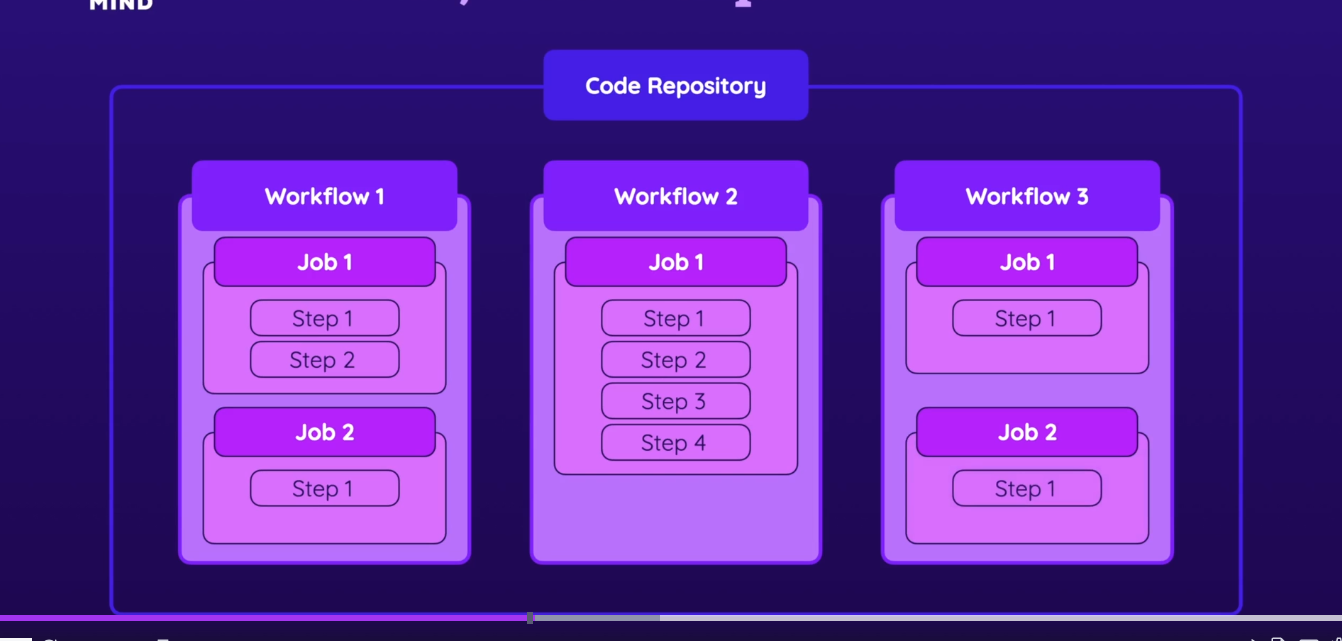 MIND
Code Repository
Workflow 1
Job 1
Step 1
Step 2
Job 2
Step 1
Workflow 2
Job 1
Step 1
Step 2
Step 3
Step 4
Workflow 3
Job 1
Step 1
Job 2
Step 1